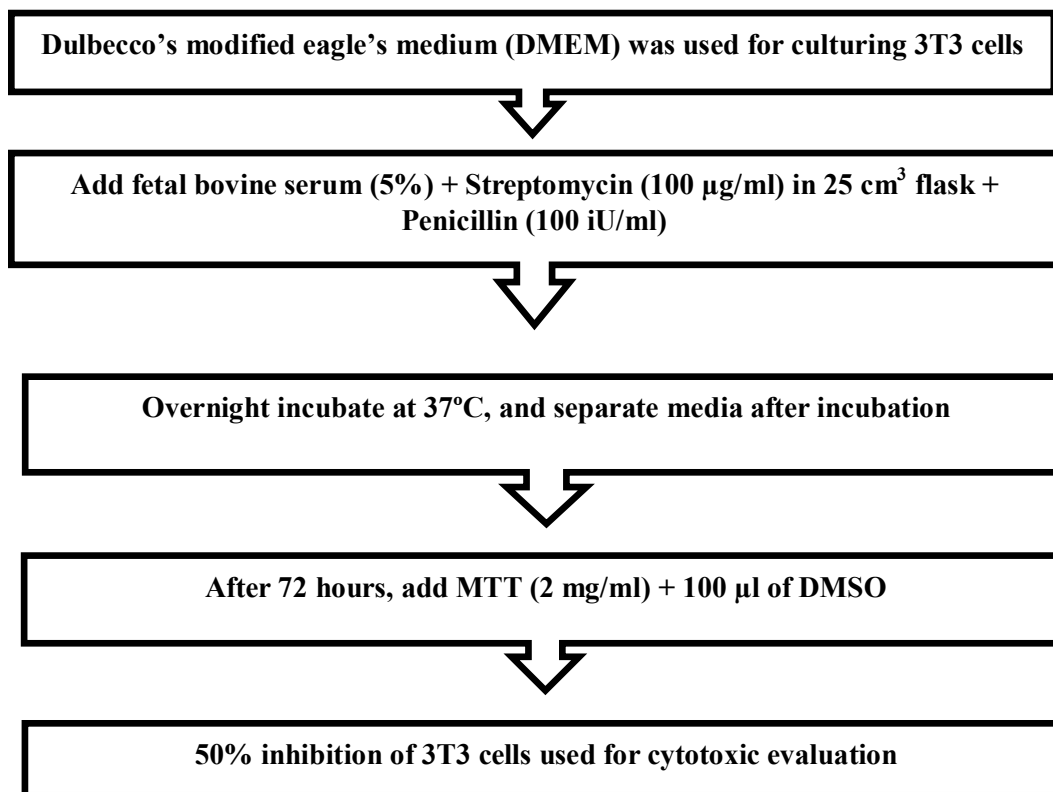 Dulbecco’s modified eagle’s medium (DMEM) was used for culturing 3T3 cells
Add fetal bovine serum (5%) + Streptomycin (100 µg/ml) in 25 cm³ flask +
Penicillin (100 iU/ml)
Overnight incubate at 37ºC, and separate media after incubation
After 72 hours, add MTT (2 mg/ml) + 100 µl of DMSO
50% inhibition of 3T3 cells used for cytotoxic evaluation